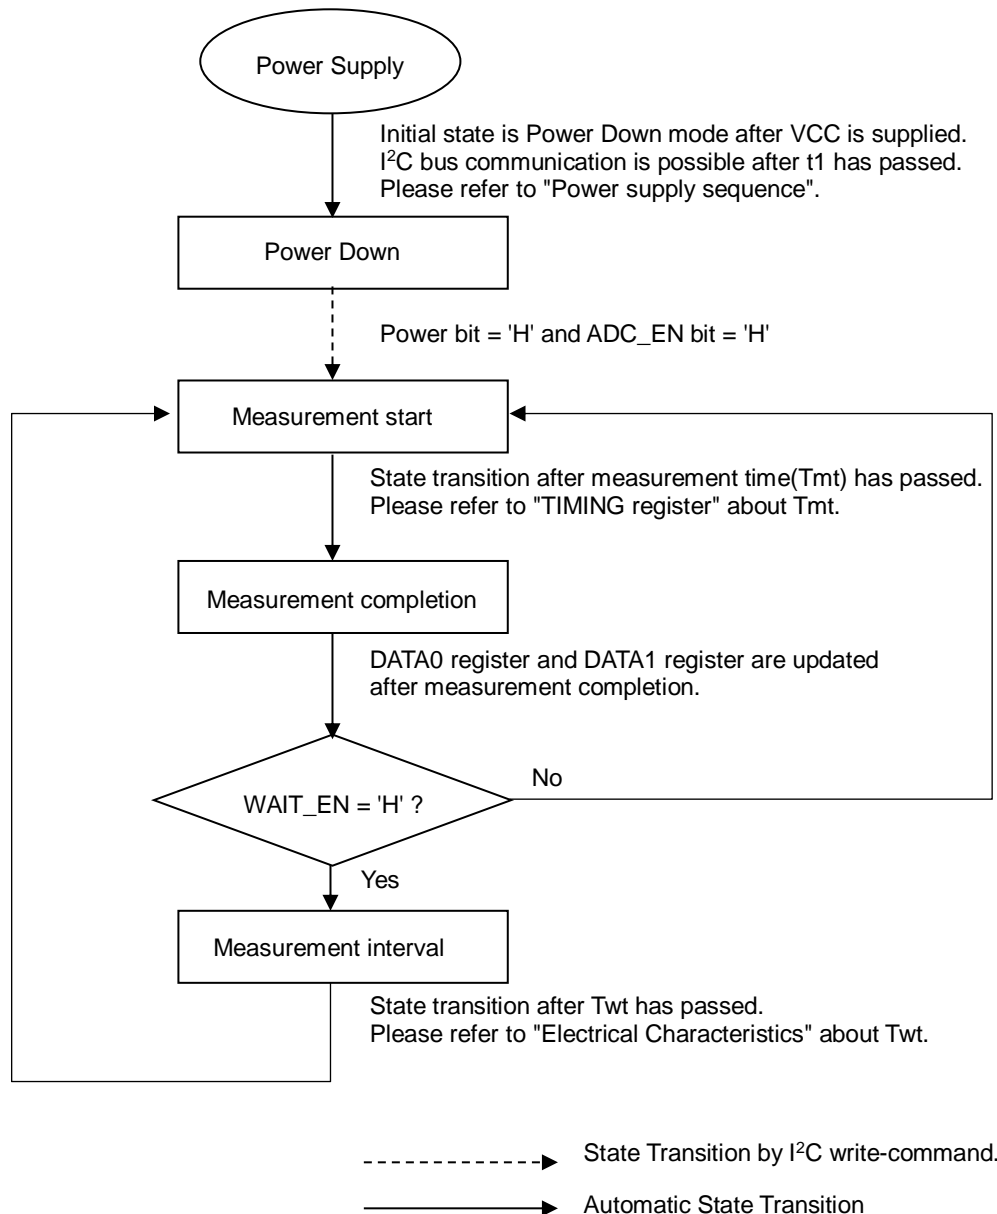 Power Supply
Initial state is Power Down mode after VCC is supplied.
I²C bus communication is possible after t1 has passed.
Please refer to "Power supply sequence".
Power Down
Power bit = 'H' and ADC_EN bit = 'H'
Measurement start
State transition after measurement time(Tmt) has passed.
Please refer to "TIMING register" about Tmt.
Measurement completion
DATA0 register and DATA1 register are updated
after measurement completion.
WAIT_EN = 'H' ?
No
Yes
Measurement interval
State transition after Twt has passed.
Please refer to "Electrical Characteristics" about Twt.
State Transition by I²C write-command.
Automatic State Transition